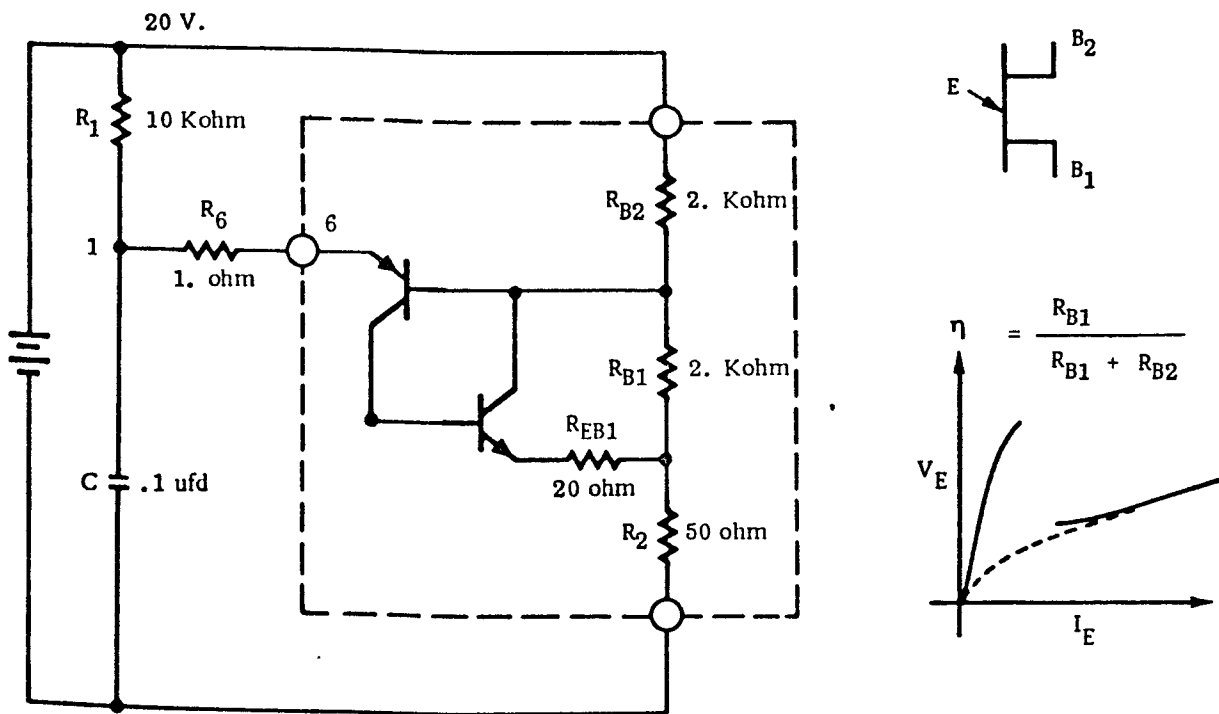 20 V.
R1
10 Kohm
1
R6
1. ohm
6
RB2
2. Kohm
RB1
2. Kohm
REB1
20 ohm
R2
50 ohm
C .1 ufd
B2
E
B1
η = RB1 / RB1 + RB2
VE
IE